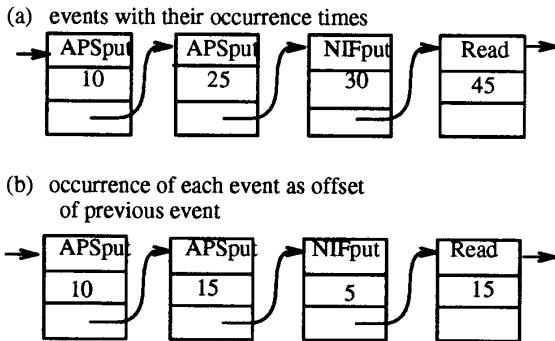 (a) events with their occurrence times
APSput APSput NIFput Read
10 25 30 45
(b) occurrence of each event as offset
of previous event
APSput APSput NIFput Read
10 15 5 15